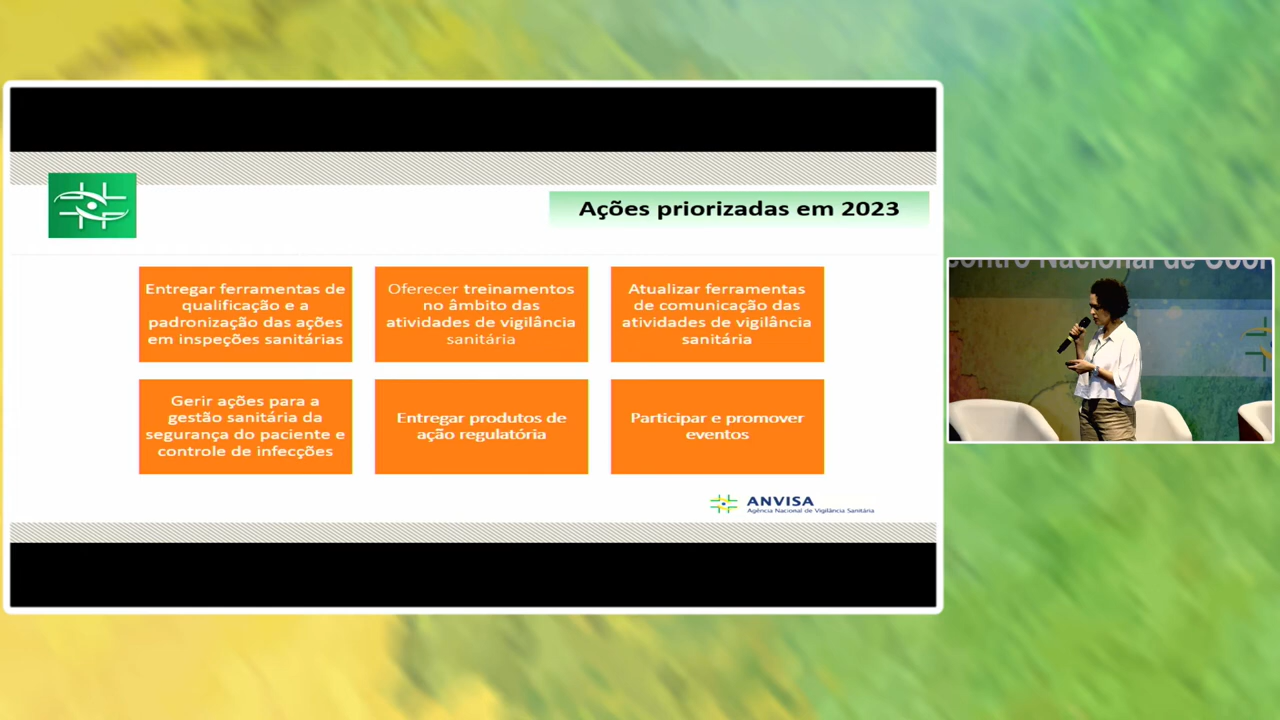 Ações priorizadas em 2023
Entregar ferramentas de
qualificação e a
padronização das ações
em inspeções sanitárias
Oferecer treinamentos
no âmbito das
atividades de vigilância
sanitária
Atualizar ferramentas
de comunicação das
atividades de vigilância
sanitária
Gerir ações para a
gestão sanitária da
segurança do paciente e
controle de infecções
Entregar produtos de
ação regulatória
Participar e promover
eventos
ANVISA
Agência Nacional de Vigilância Sanitária
Nacional de